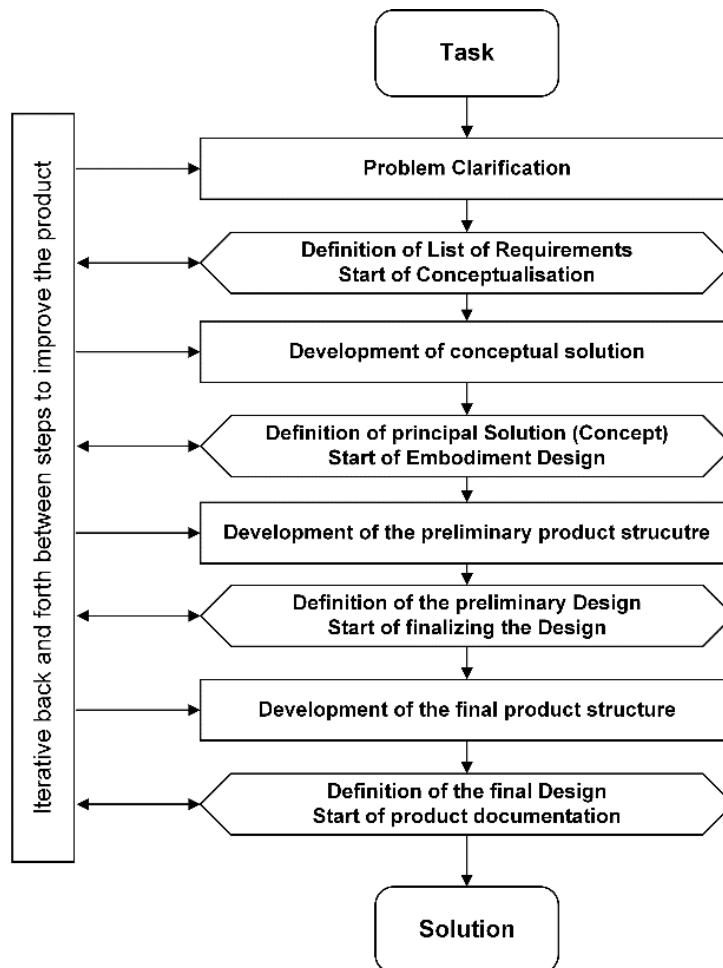 Task
Iterative back and forth between steps to improve the product
Problem Clarification
Definition of List of Requirements
Start of Conceptualisation
Development of conceptual solution
Definition of principal Solution (Concept)
Start of Embodiment Design
Development of the preliminary product strucutre
Definition of the preliminary Design
Start of finalizing the Design
Development of the final product structure
Definition of the final Design
Start of product documentation
Solution